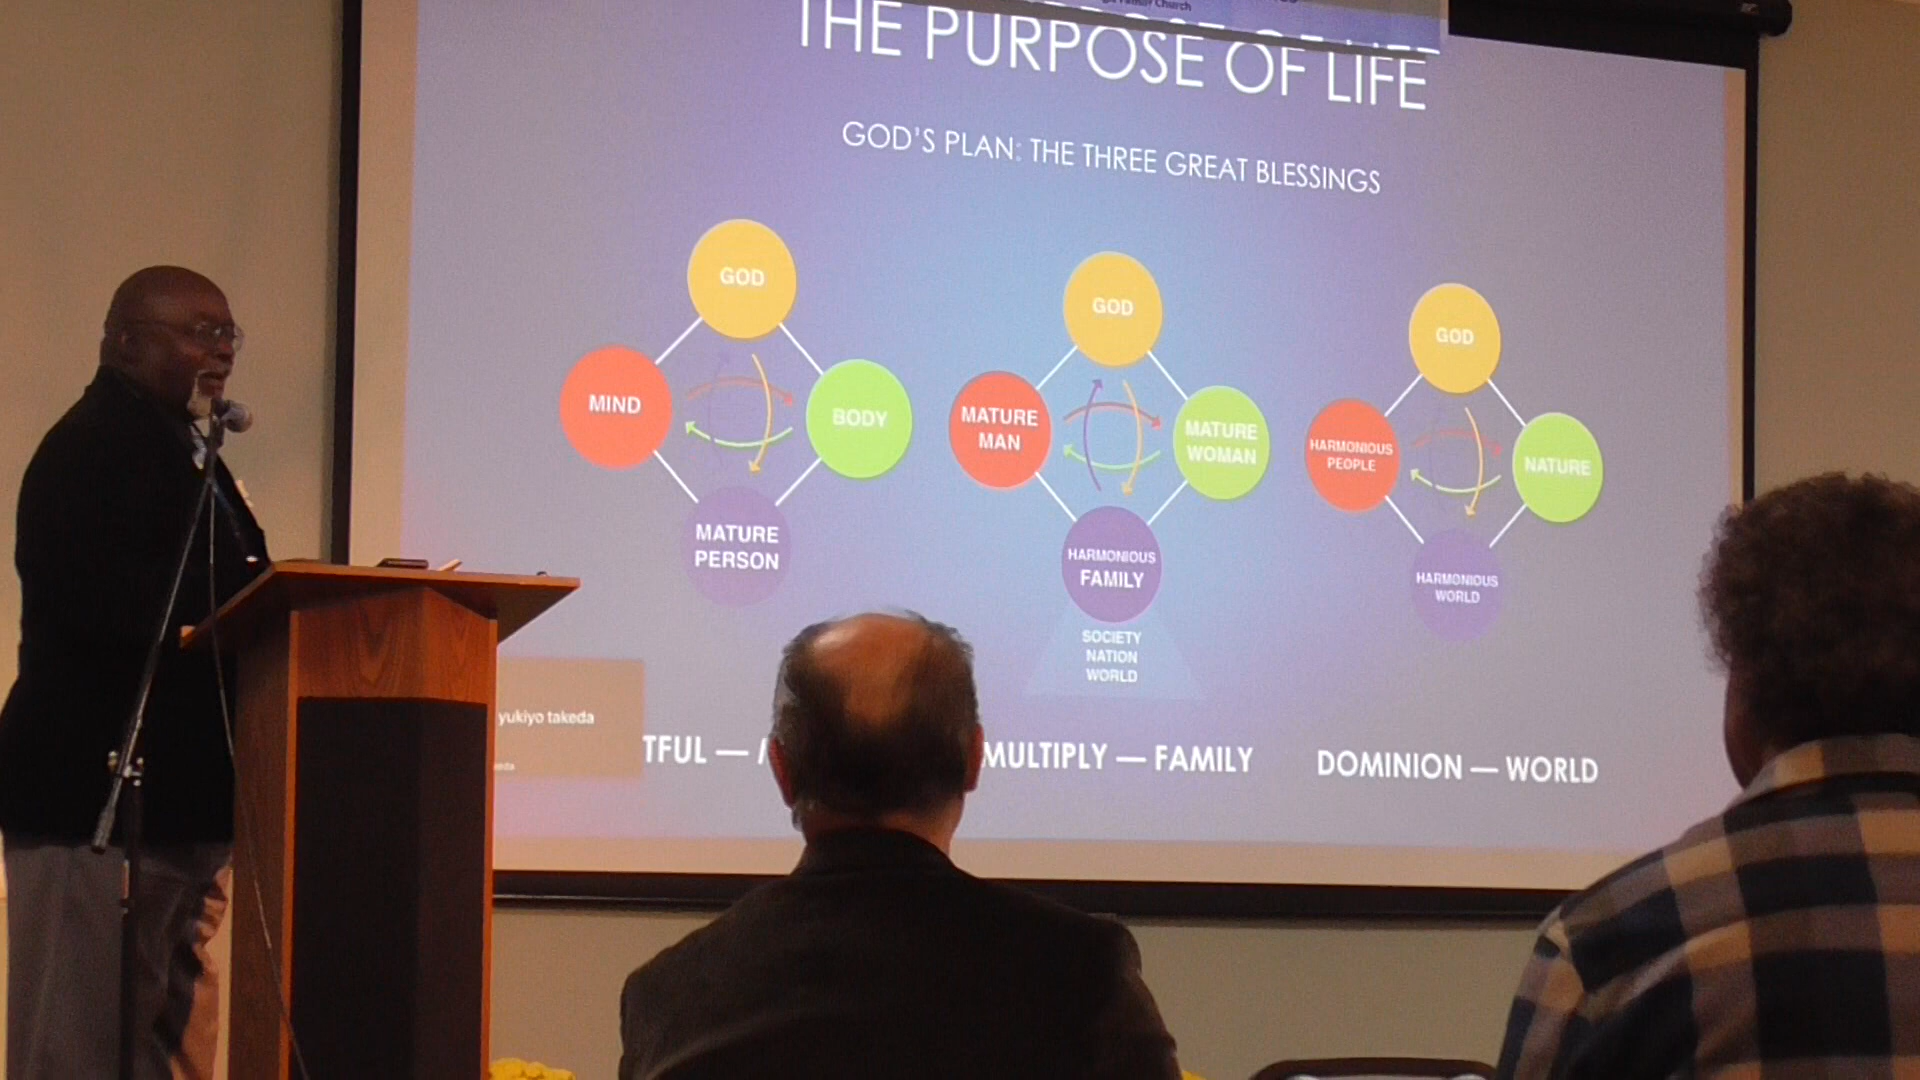 Church
THE PURPOSE OF LIFE
GOD'S PLAN: THE THREE GREAT BLESSINGS
GOD
MIND
BODY
MATURE
PERSON
GOD
MATURE
MAN
MATURE
WOMAN
HARMONIOUS
FAMILY
SOCIETY
NATION
WORLD
GOD
HARMONIOUS
PEOPLE
NATURE
HARMONIOUS
WORLD
yukiyo takeda
TFUL —
MULTIPLY — FAMILY
DOMINION — WORLD